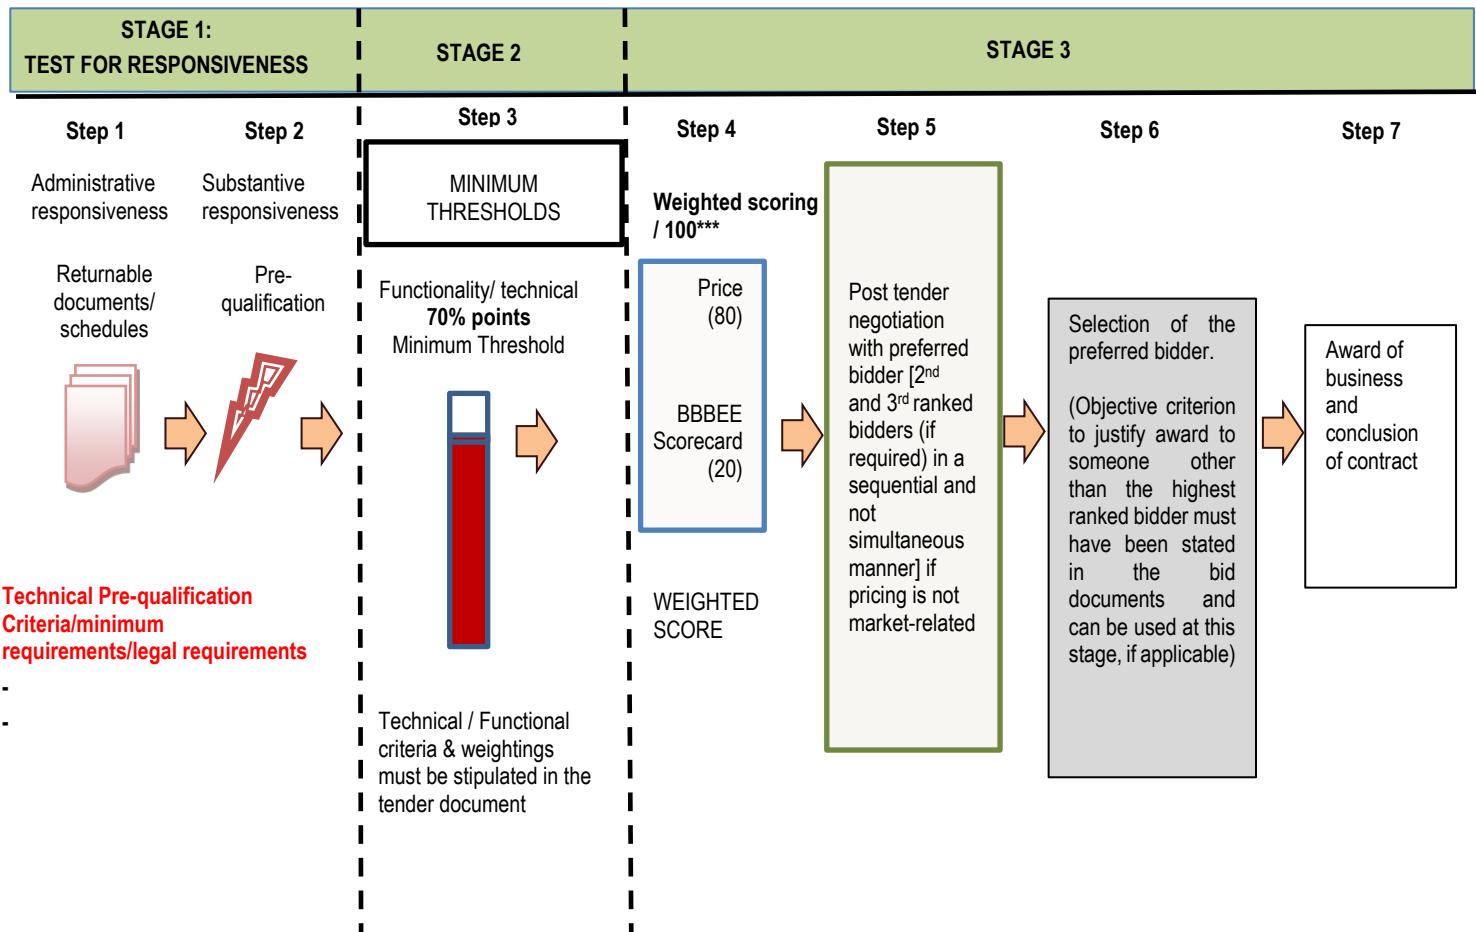 STAGE 1:
TEST FOR RESPONSIVENESS
STAGE 2
STAGE 3
Step 1
Administrative
responsiveness
Returnable
documents/
schedules
Step 2
Substantive
responsiveness
Pre-
qualification
Technical Pre-qualification
Criteria/minimum
requirements/legal requirements
-
-
Step 3
MINIMUM
THRESHOLDS
Functionality/ technical
70% points
Minimum Threshold
Technical / Functional
criteria & weightings
must be stipulated in the
tender document
Step 4
Weighted scoring
/ 100***
Price
(80)
BBBEE
Scorecard
(20)
WEIGHTED
SCORE
Step 5
Post tender
negotiation
with preferred
bidder [2nd
and 3rd ranked
bidders (if
required) in a
sequential and
not
simultaneous
manner] if
pricing is not
market-related
Step 6
Selection of the
preferred bidder.
(Objective criterion
to justify award to
someone other
than the highest
ranked bidder must
have been stated
in the bid
documents and
can be used at this
stage, if applicable)
Step 7
Award of
business
and
conclusion
of contract